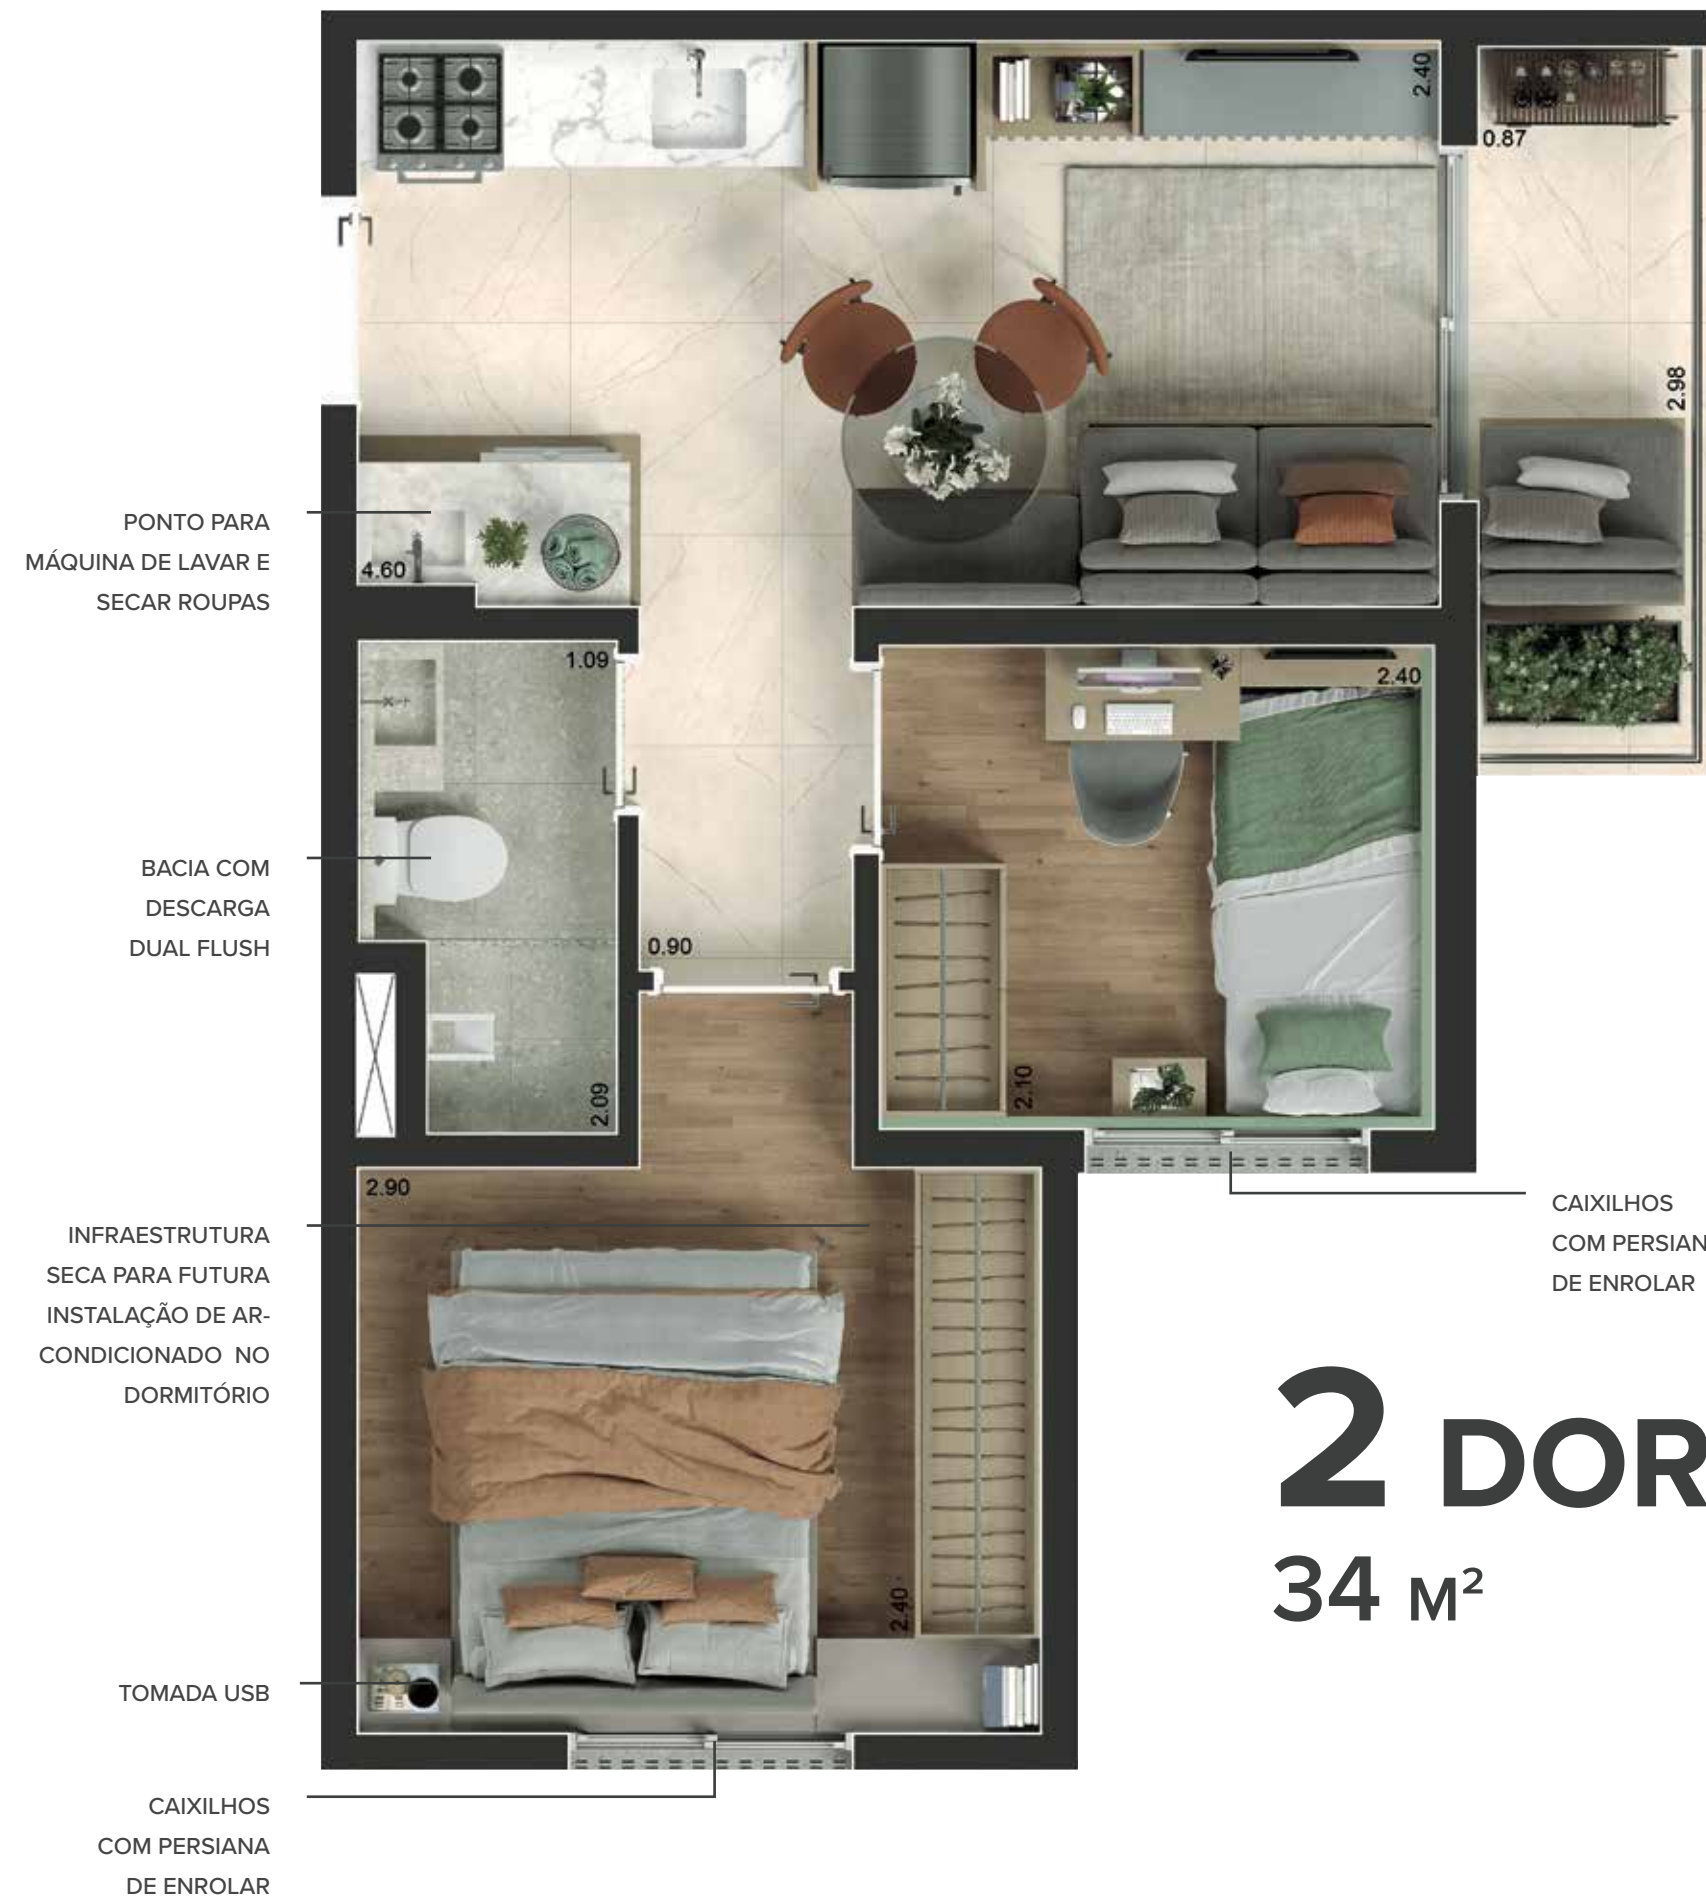 2.40
0.87
2.98
PONTO PARA
MÁQUINA DE LAVAR E
SECAR ROUPAS
4.60
1.09
2.40
BACIA COM
DESCARGA
DUAL FLUSH
0.90
2.10
2.09
2.90
INFRAESTRUTURA
SECA PARA FUTURA
INSTALAÇÃO DE AR-
CONDICIONADO NO
DORMITÓRIO
CAIXILHOS
COM PERSIAN
DE ENROLAR
2 DOR
34 M²
2.40
TOMADA USB
CAIXILHOS
COM PERSIANA
DE ENROLAR